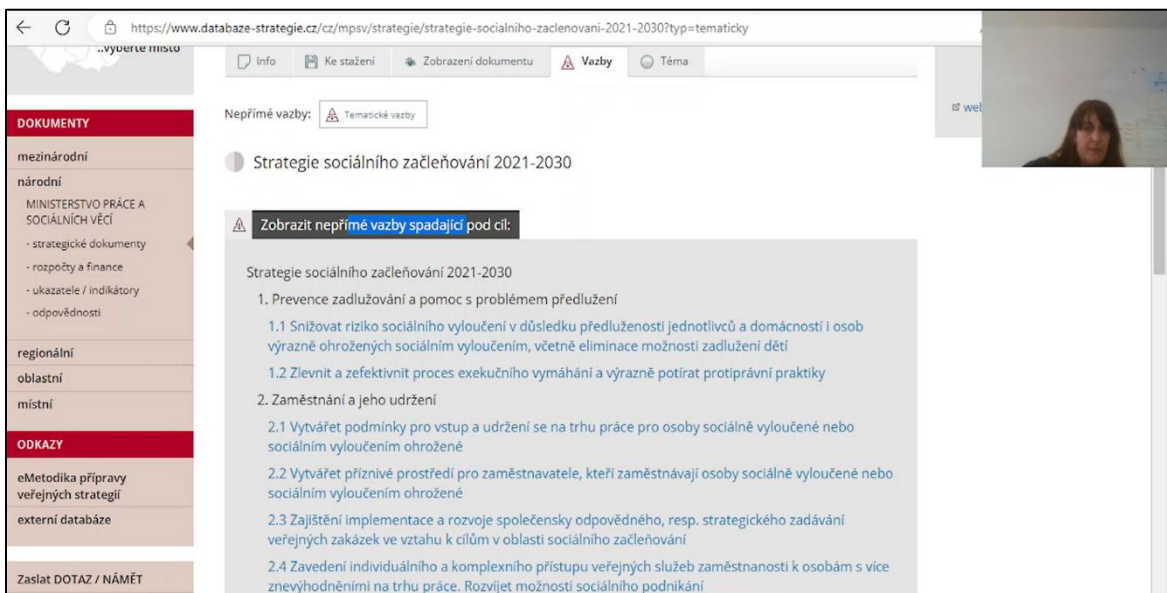 https://www.databaze-strategie.cz/cz/mpsv/strategie/strategie-socialniho-zaclenovani-2021-2030?typ=tematicky
..vyberte místo
Info
Ke stažení
Zobrazení dokumentu
Vazby
Téma
Nepřímé vazby:
Tematické vazby
web
DOKUMENTY
mezinárodní
národní
MINISTERSTVO PRÁCE A
SOCIÁLNÍCH VĚCÍ
- strategické dokumenty
- rozpočty a finance
- ukazatele / indikátory
- odpovědnosti
regionální
oblastní
místní
ODKAZY
eMetodika přípravy
veřejných strategií
externí databáze
Zaslat DOTAZ / NÁMĚT
Strategie sociálního začleňování 2021-2030
Zobrazit nepřímé vazby spadající pod cíl:
Strategie sociálního začleňování 2021-2030
1. Prevence zadlužování a pomoc s problémem předlužení
1.1 Snižovat riziko sociálního vyloučení v důsledku předluženosti jednotlivců a domácností i osob
výrazně ohrožených sociálním vyloučením, včetně eliminace možnosti zadlužení dětí
1.2 Zlevnit a zefektivnit proces exekučního vymáhání a výrazně potírat protiprávní praktiky
2. Zaměstnání a jeho udržení
2.1 Vytvářet podmínky pro vstup a udržení se na trhu práce pro osoby sociálně vyloučené nebo
sociálním vyloučením ohrožené
2.2 Vytvářet příznivé prostředí pro zaměstnavatele, kteří zaměstnávají osoby sociálně vyloučené nebo
sociálním vyloučením ohrožené
2.3 Zajištění implementace a rozvoje společensky odpovědného, resp. strategického zadávání
veřejných zakázek ve vztahu k cílům v oblasti sociálního začleňování
2.4 Zavedení individuálního a komplexního přístupu veřejných služeb zaměstnanosti k osobám s více
znevýhodněními na trhu práce. Rozvíjet možnosti sociálního podnikání